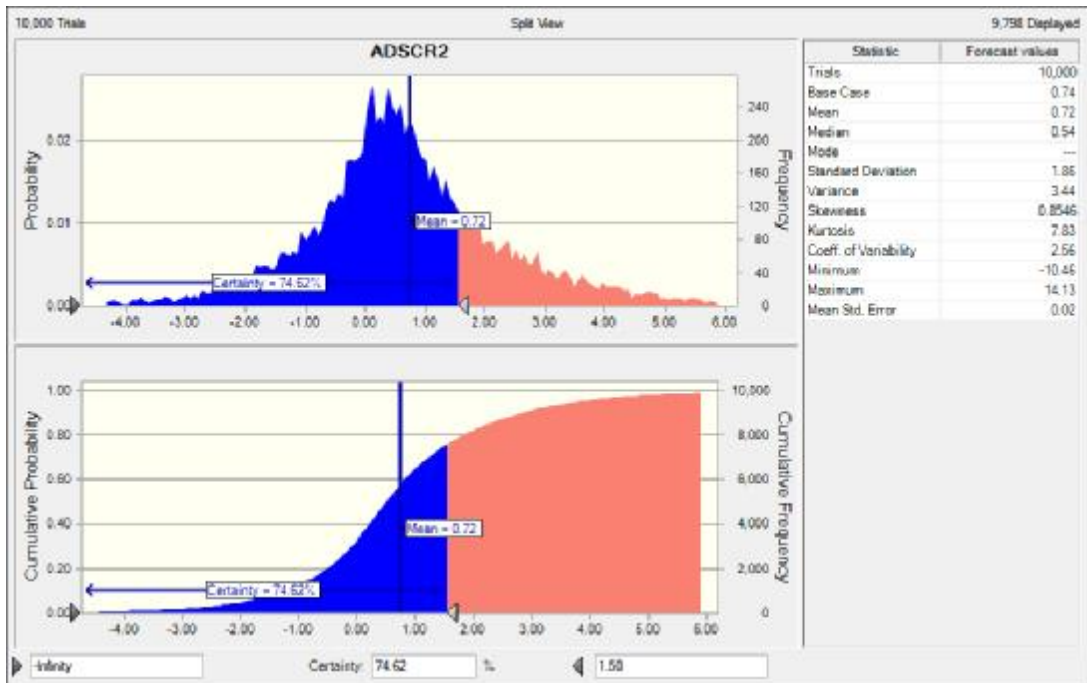 10,000 Trials Split View 9,798 Displayed
ADSCR2
Probability
0.02
0.01
0.00
Mean = 0.72
Certainty = 74.62%
240
200
160
120
80
40
0
Frequency
-4.00 -3.00 -2.00 -1.00 0.00 1.00 2.00 3.00 4.00 5.00 6.00
Cumulative Probability
1.00
0.80
0.60
0.40
0.20
0.00
Mean = 0.72
Certainty = 74.62%
10,000
8,000
6,000
4,000
2,000
0
Cumulative Frequency
-4.00 -3.00 -2.00 -1.00 0.00 1.00 2.00 3.00 4.00 5.00 6.00
Statistic Forecast values
Trials 10,000
Base Case 0.74
Mean 0.72
Median 0.54
Mode ---
Standard Deviation 1.86
Variance 3.44
Skewness 0.8546
Kurtosis 7.83
Coeff. of Variability 2.56
Minimum -10.46
Maximum 14.13
Mean Std. Error 0.02
-Infinity Certainty: 74.62 % 1.58